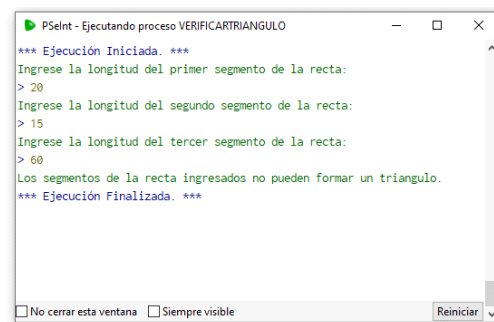 PSeInt - Ejecutando proceso VERIFICARTRIANGULO
*** Ejecución Iniciada. ***
Ingrese la longitud del primer segmento de la recta:
> 20
Ingrese la longitud del segundo segmento de la recta:
> 15
Ingrese la longitud del tercer segmento de la recta:
> 60
Los segmentos de la recta ingresados no pueden formar un triangulo.
*** Ejecución Finalizada. ***
No cerrar esta ventana Siempre visible Reiniciar